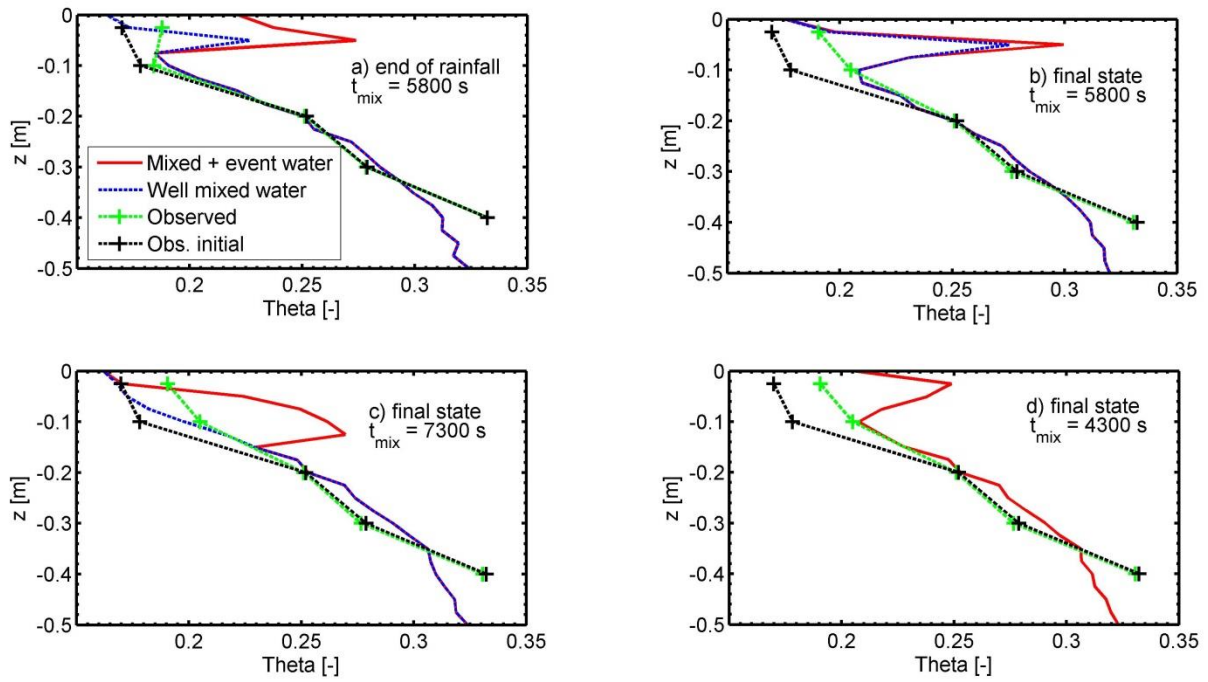 0
-0.1
-0.2
-0.3
-0.4
-0.5
z [m]
a) end of rainfall
t_mix = 5800 s
Mixed + event water
Well mixed water
Observed
Obs. initial
0.2
0.25
0.3
0.35
Theta [-]
0
-0.1
-0.2
-0.3
-0.4
-0.5
z [m]
b) final state
t_mix = 5800 s
0.2
0.25
0.3
0.35
Theta [-]
0
-0.1
-0.2
-0.3
-0.4
-0.5
z [m]
c) final state
t_mix = 7300 s
0.2
0.25
0.3
0.35
Theta [-]
0
-0.1
-0.2
-0.3
-0.4
-0.5
z [m]
d) final state
t_mix = 4300 s
0.2
0.25
0.3
0.35
Theta [-]